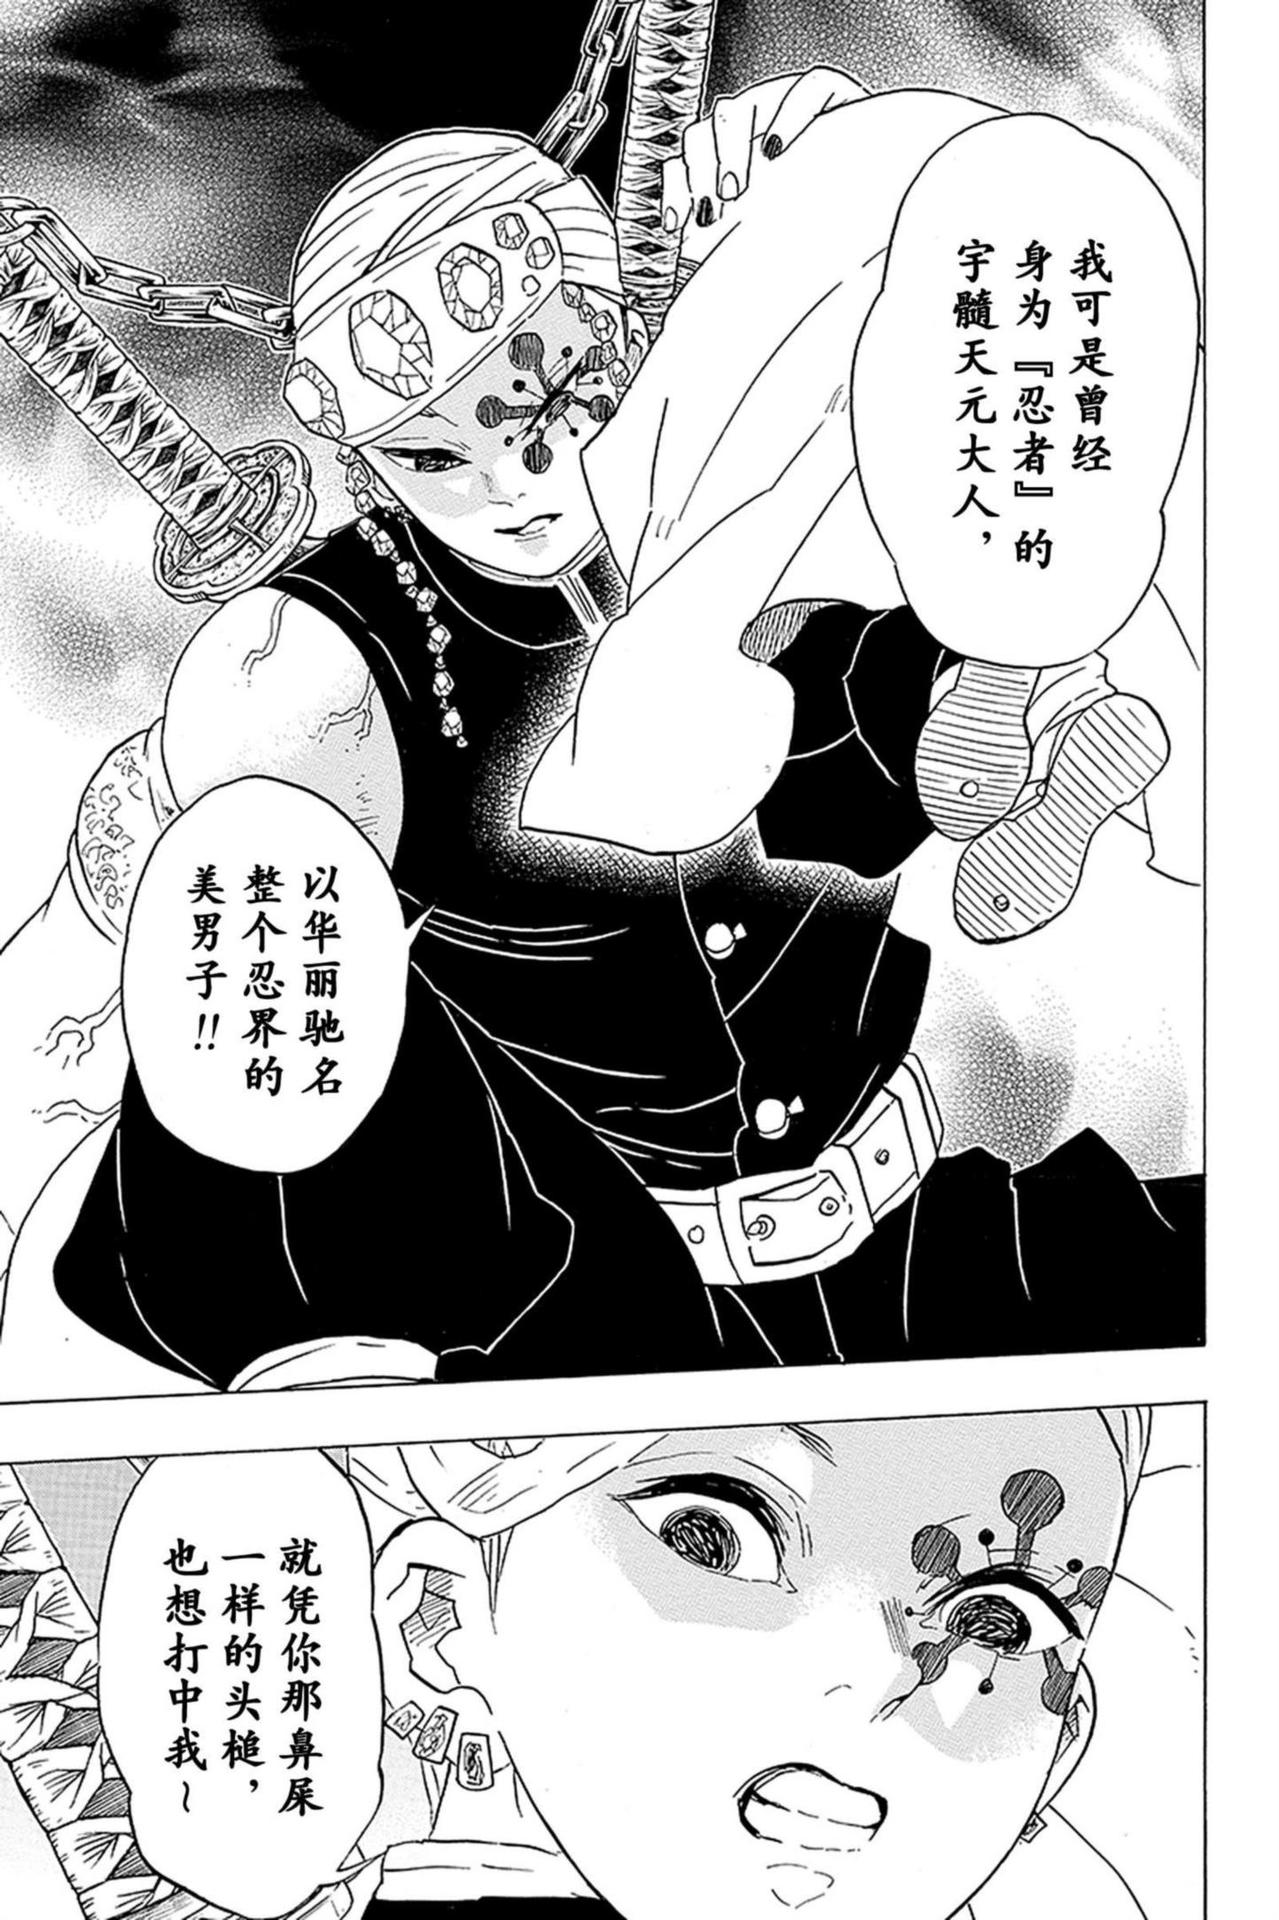 我可是曾经
身为『忍者』的
宇髓天元大人，
以华丽驰名
整个忍界的
美男子!!
就凭你那鼻屎
一样的头槌，
也想打中我~